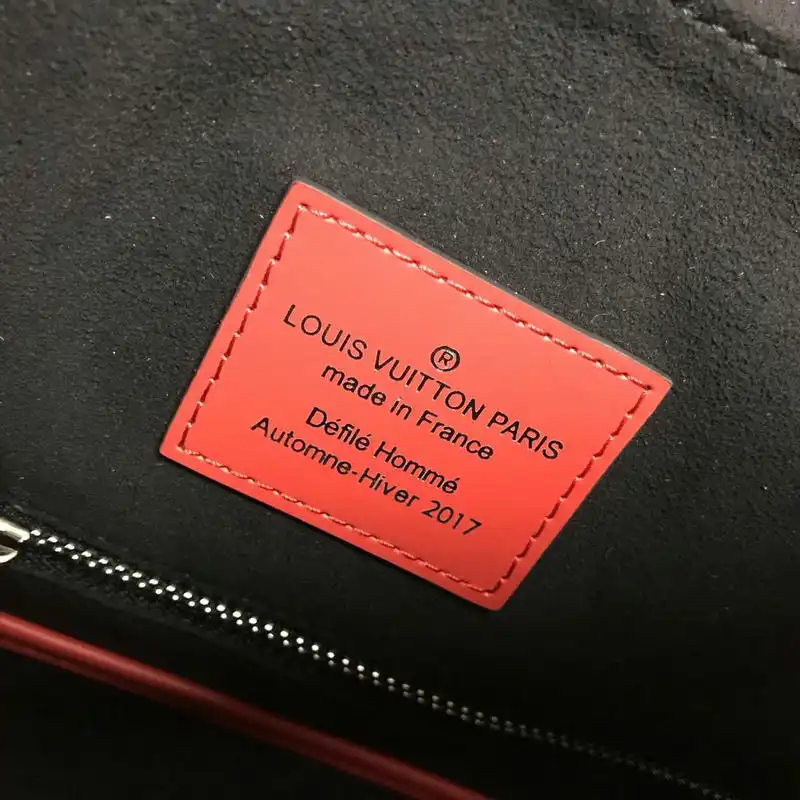 ®
LOUIS VUITTON PARIS
made in France
Défilé Hommé
Automne-Hiver 2017